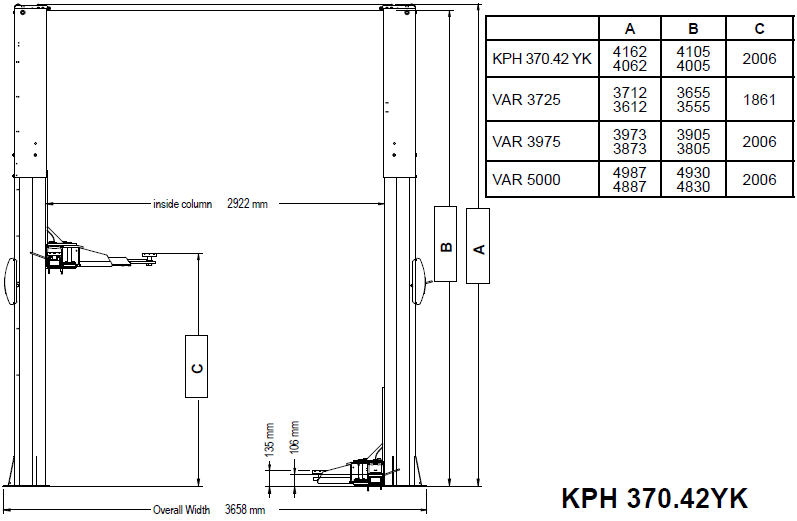 A B C
KPH 370.42 YK 4162 4105 2006
4062 4005
VAR 3725 3712 3655 1861
3612 3555
VAR 3975 3973 3905 2006
3873 3805
VAR 5000 4987 4930 2006
4887 4830
inside column 2922 mm
B
A
C
135 mm
106 mm
Overall Width 3658 mm
KPH 370.42YK